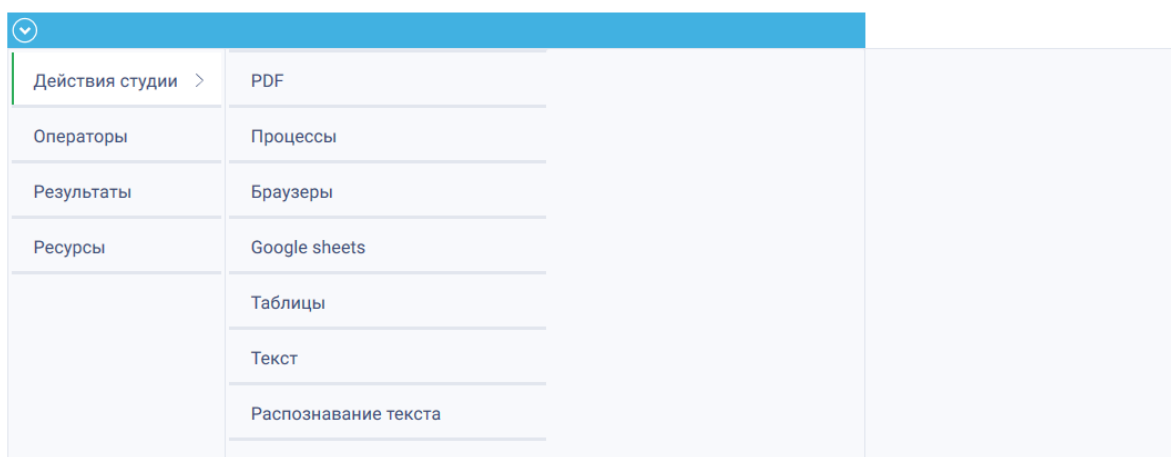 Действия студии
Операторы
Результаты
Ресурсы
PDF
Процессы
Браузеры
Google sheets
Таблицы
Текст
Распознавание текста